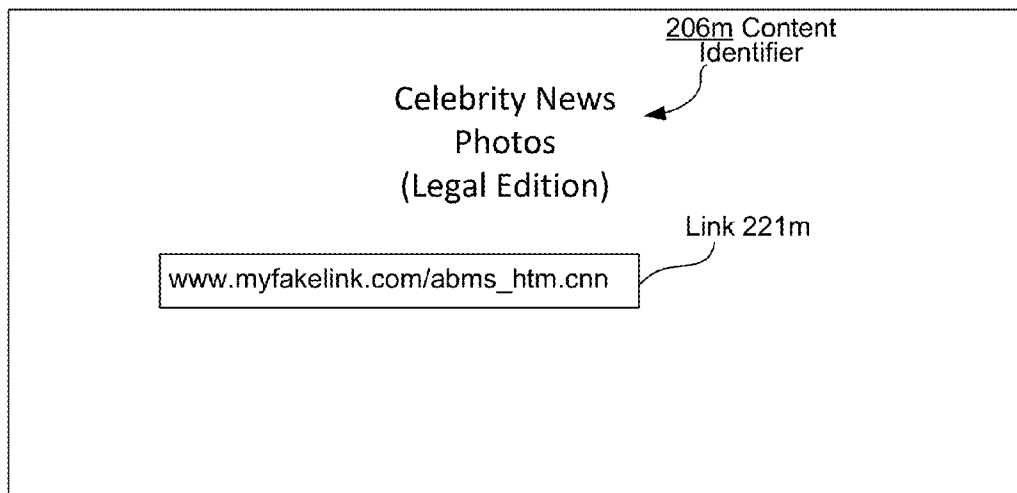 206m Content
Identifier
Celebrity News
Photos
(Legal Edition)
Link 221m
www.myfakelink.com/abms_htm.cnn